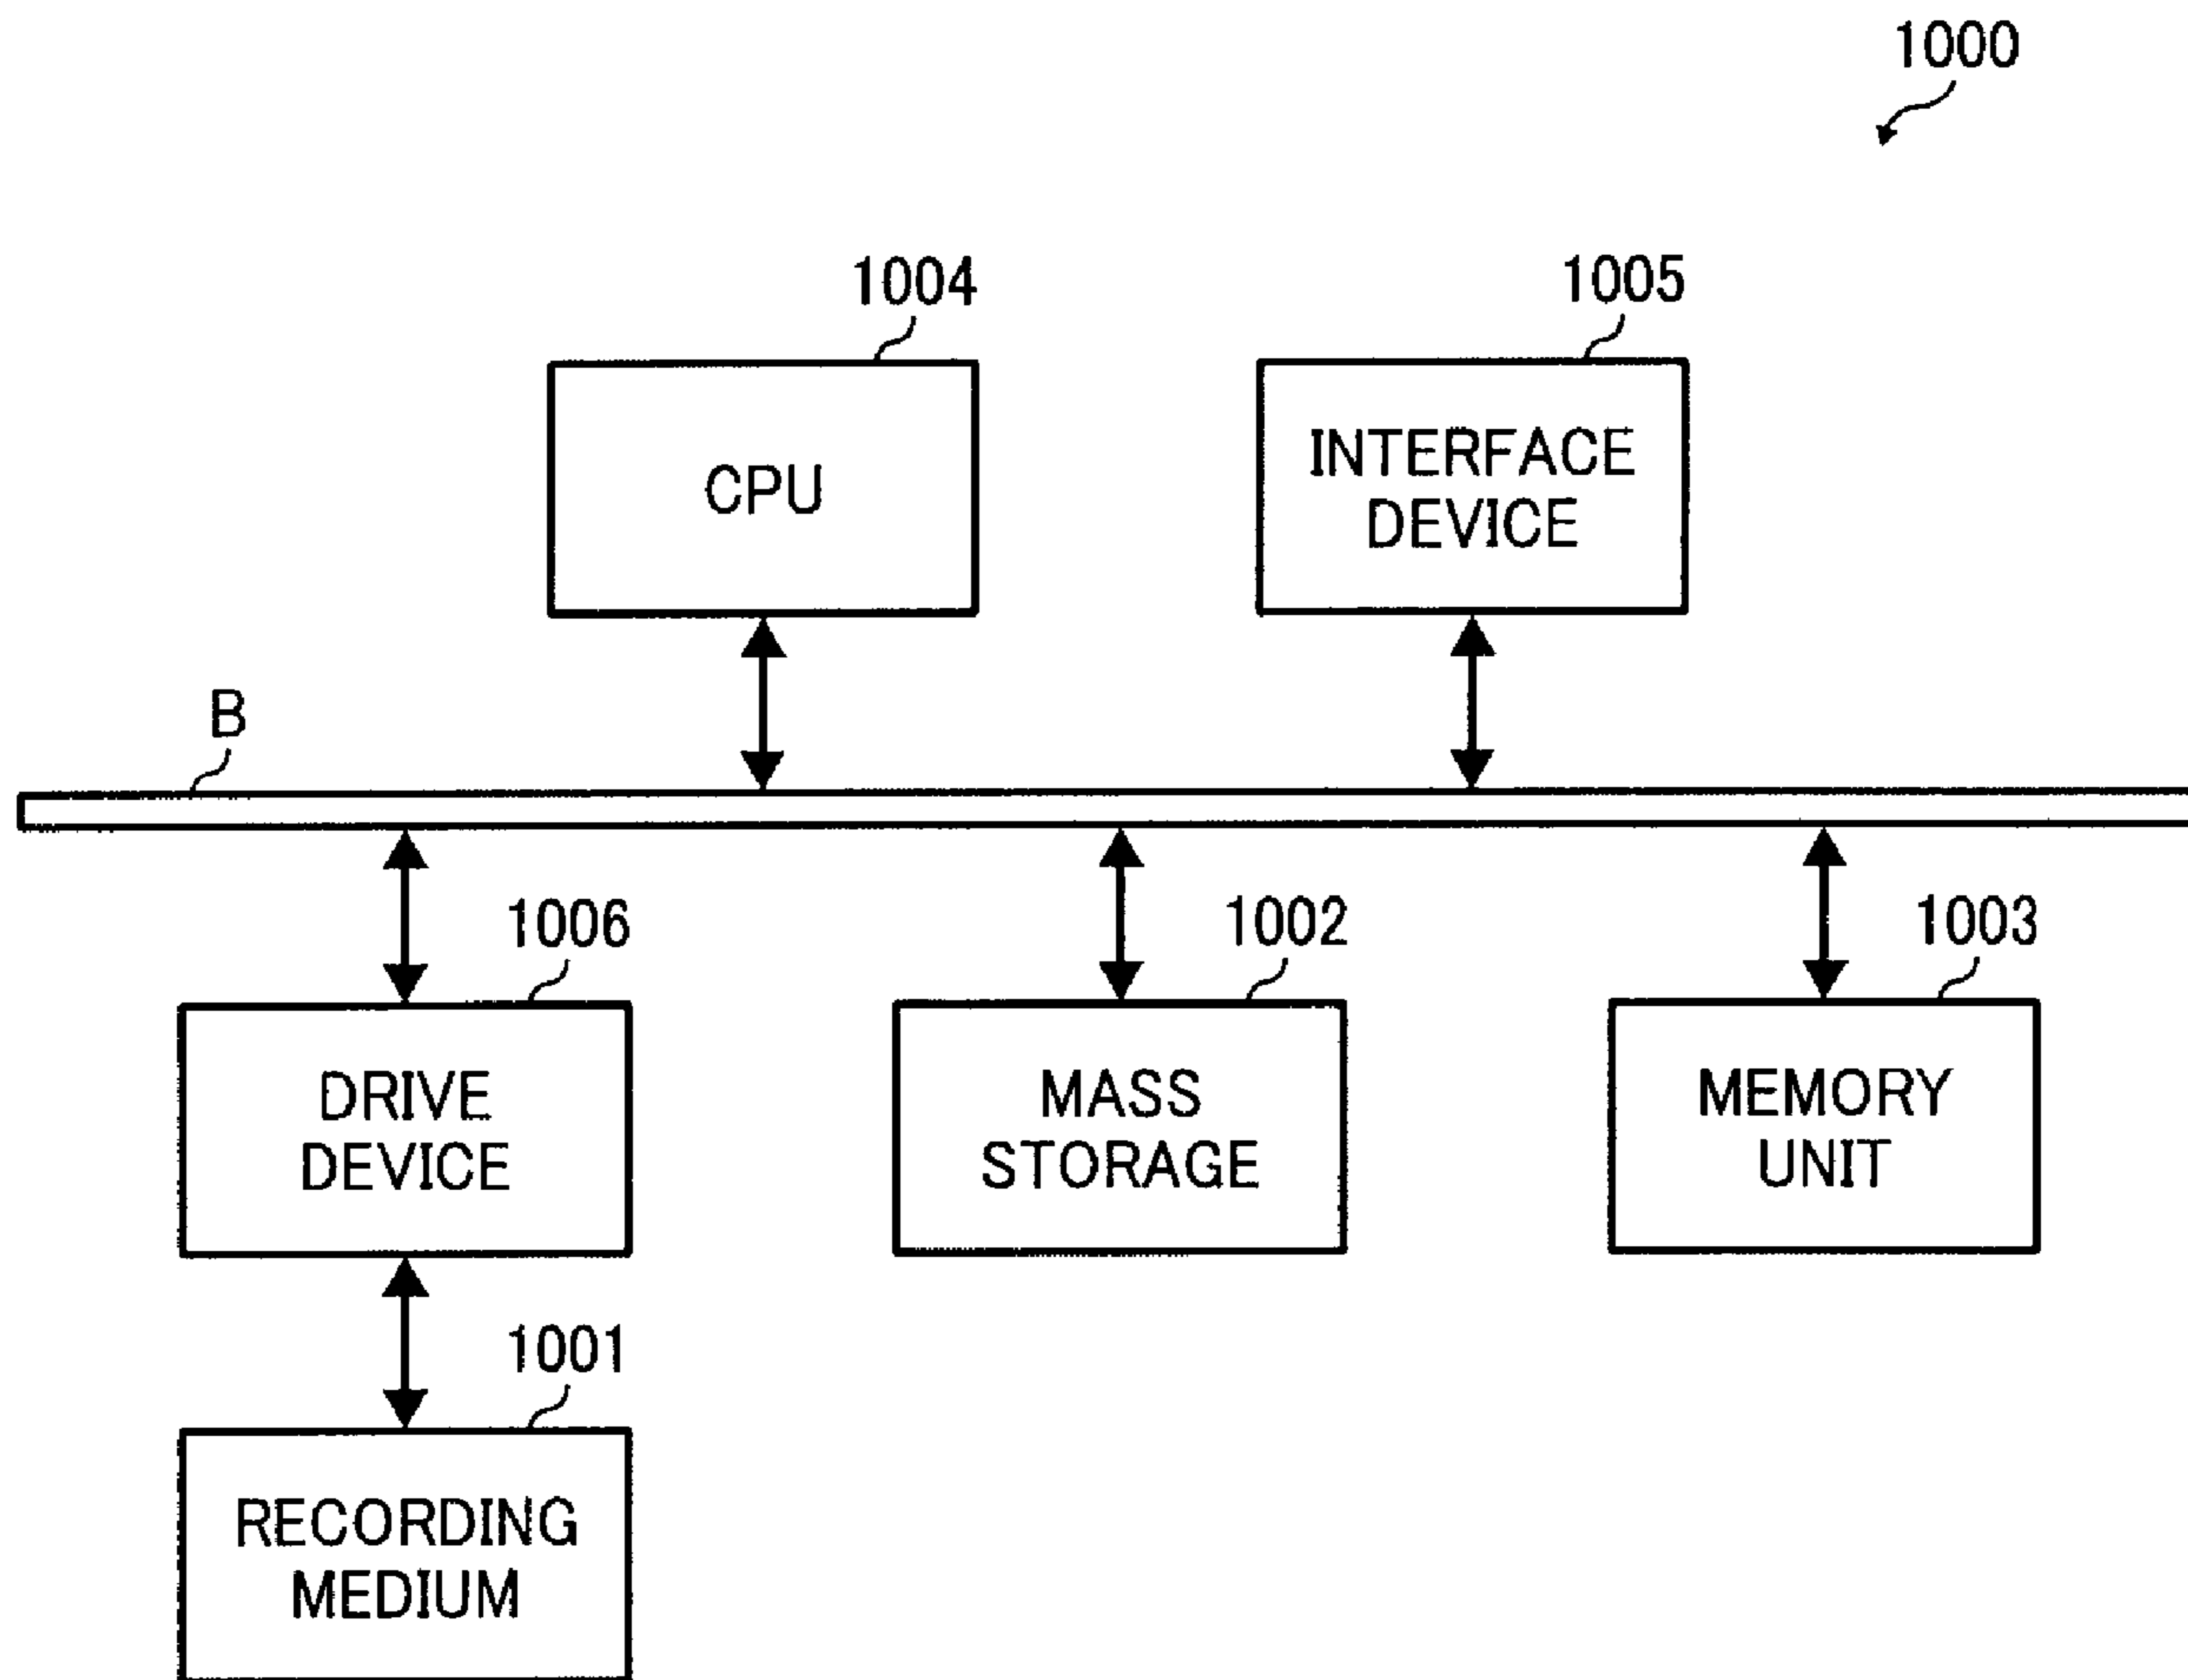 1000
1004
1005
CPU
INTERFACE
DEVICE
B
1006
1002
1003
DRIVE
DEVICE
MASS
STORAGE
MEMORY
UNIT
1001
RECORDING
MEDIUM